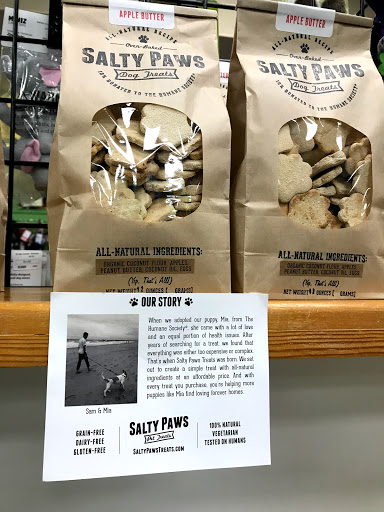 APPLE BUTTER
ALL-NATURAL RECIPE
Oven-Baked
SALTY PAWS
Dog Treats
10% DONATED TO THE HUMANE SOCIETY
ALL-NATURAL INGREDIENTS:
ORGANIC COCONUT FLOUR, APPLES,
PEANUT BUTTER, COCONUT OIL, EGGS
(Yep, That's All!)
NET WEIGHT 9.2 OUNCES [ GRAMS]
APPLE BUTTER
ALL-NATURAL RECIPE
Oven-Baked
SALTY PAWS
Dog Treats
10% DONATED TO THE HUMANE SOCIETY
ALL-NATURAL INGREDIENTS:
ORGANIC COCONUT FLOUR, APPLES,
PEANUT BUTTER, COCONUT OIL, EGGS
(Yep, That's All!)
OUR STORY
When we adopted our puppy, Mia, from The
Humane Society®, she came with a lot of love
and an equal portion of health issues. After
years of searching for a treat, we found that
everything was either too expensive or complex.
That's when Salty Paws Treats was born. We set
out to create a simple treat with all-natural
ingredients at an affordable price. And, with
every treat you purchase, you're helping more
puppies like Mia find loving forever homes.
Sam & Mia
GRAIN-FREE
DAIRY-FREE
GLUTEN-FREE
SALTY PAWS
Pet Treats
SALTYPAWSTREATS.COM
100% NATURAL
VEGETARIAN
TESTED ON HUMANS